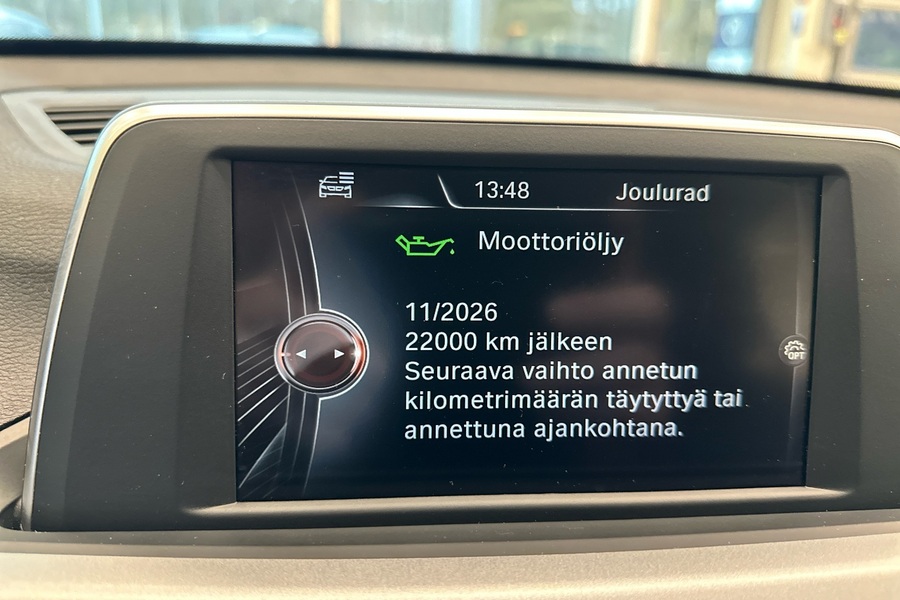 13:48 Joulurad
Moottoriöljy
11/2026
22000 km jälkeen
Seuraava vaihto annetun
kilometrimäärän täytyttyä tai
annettuna ajankohtana.
OPT